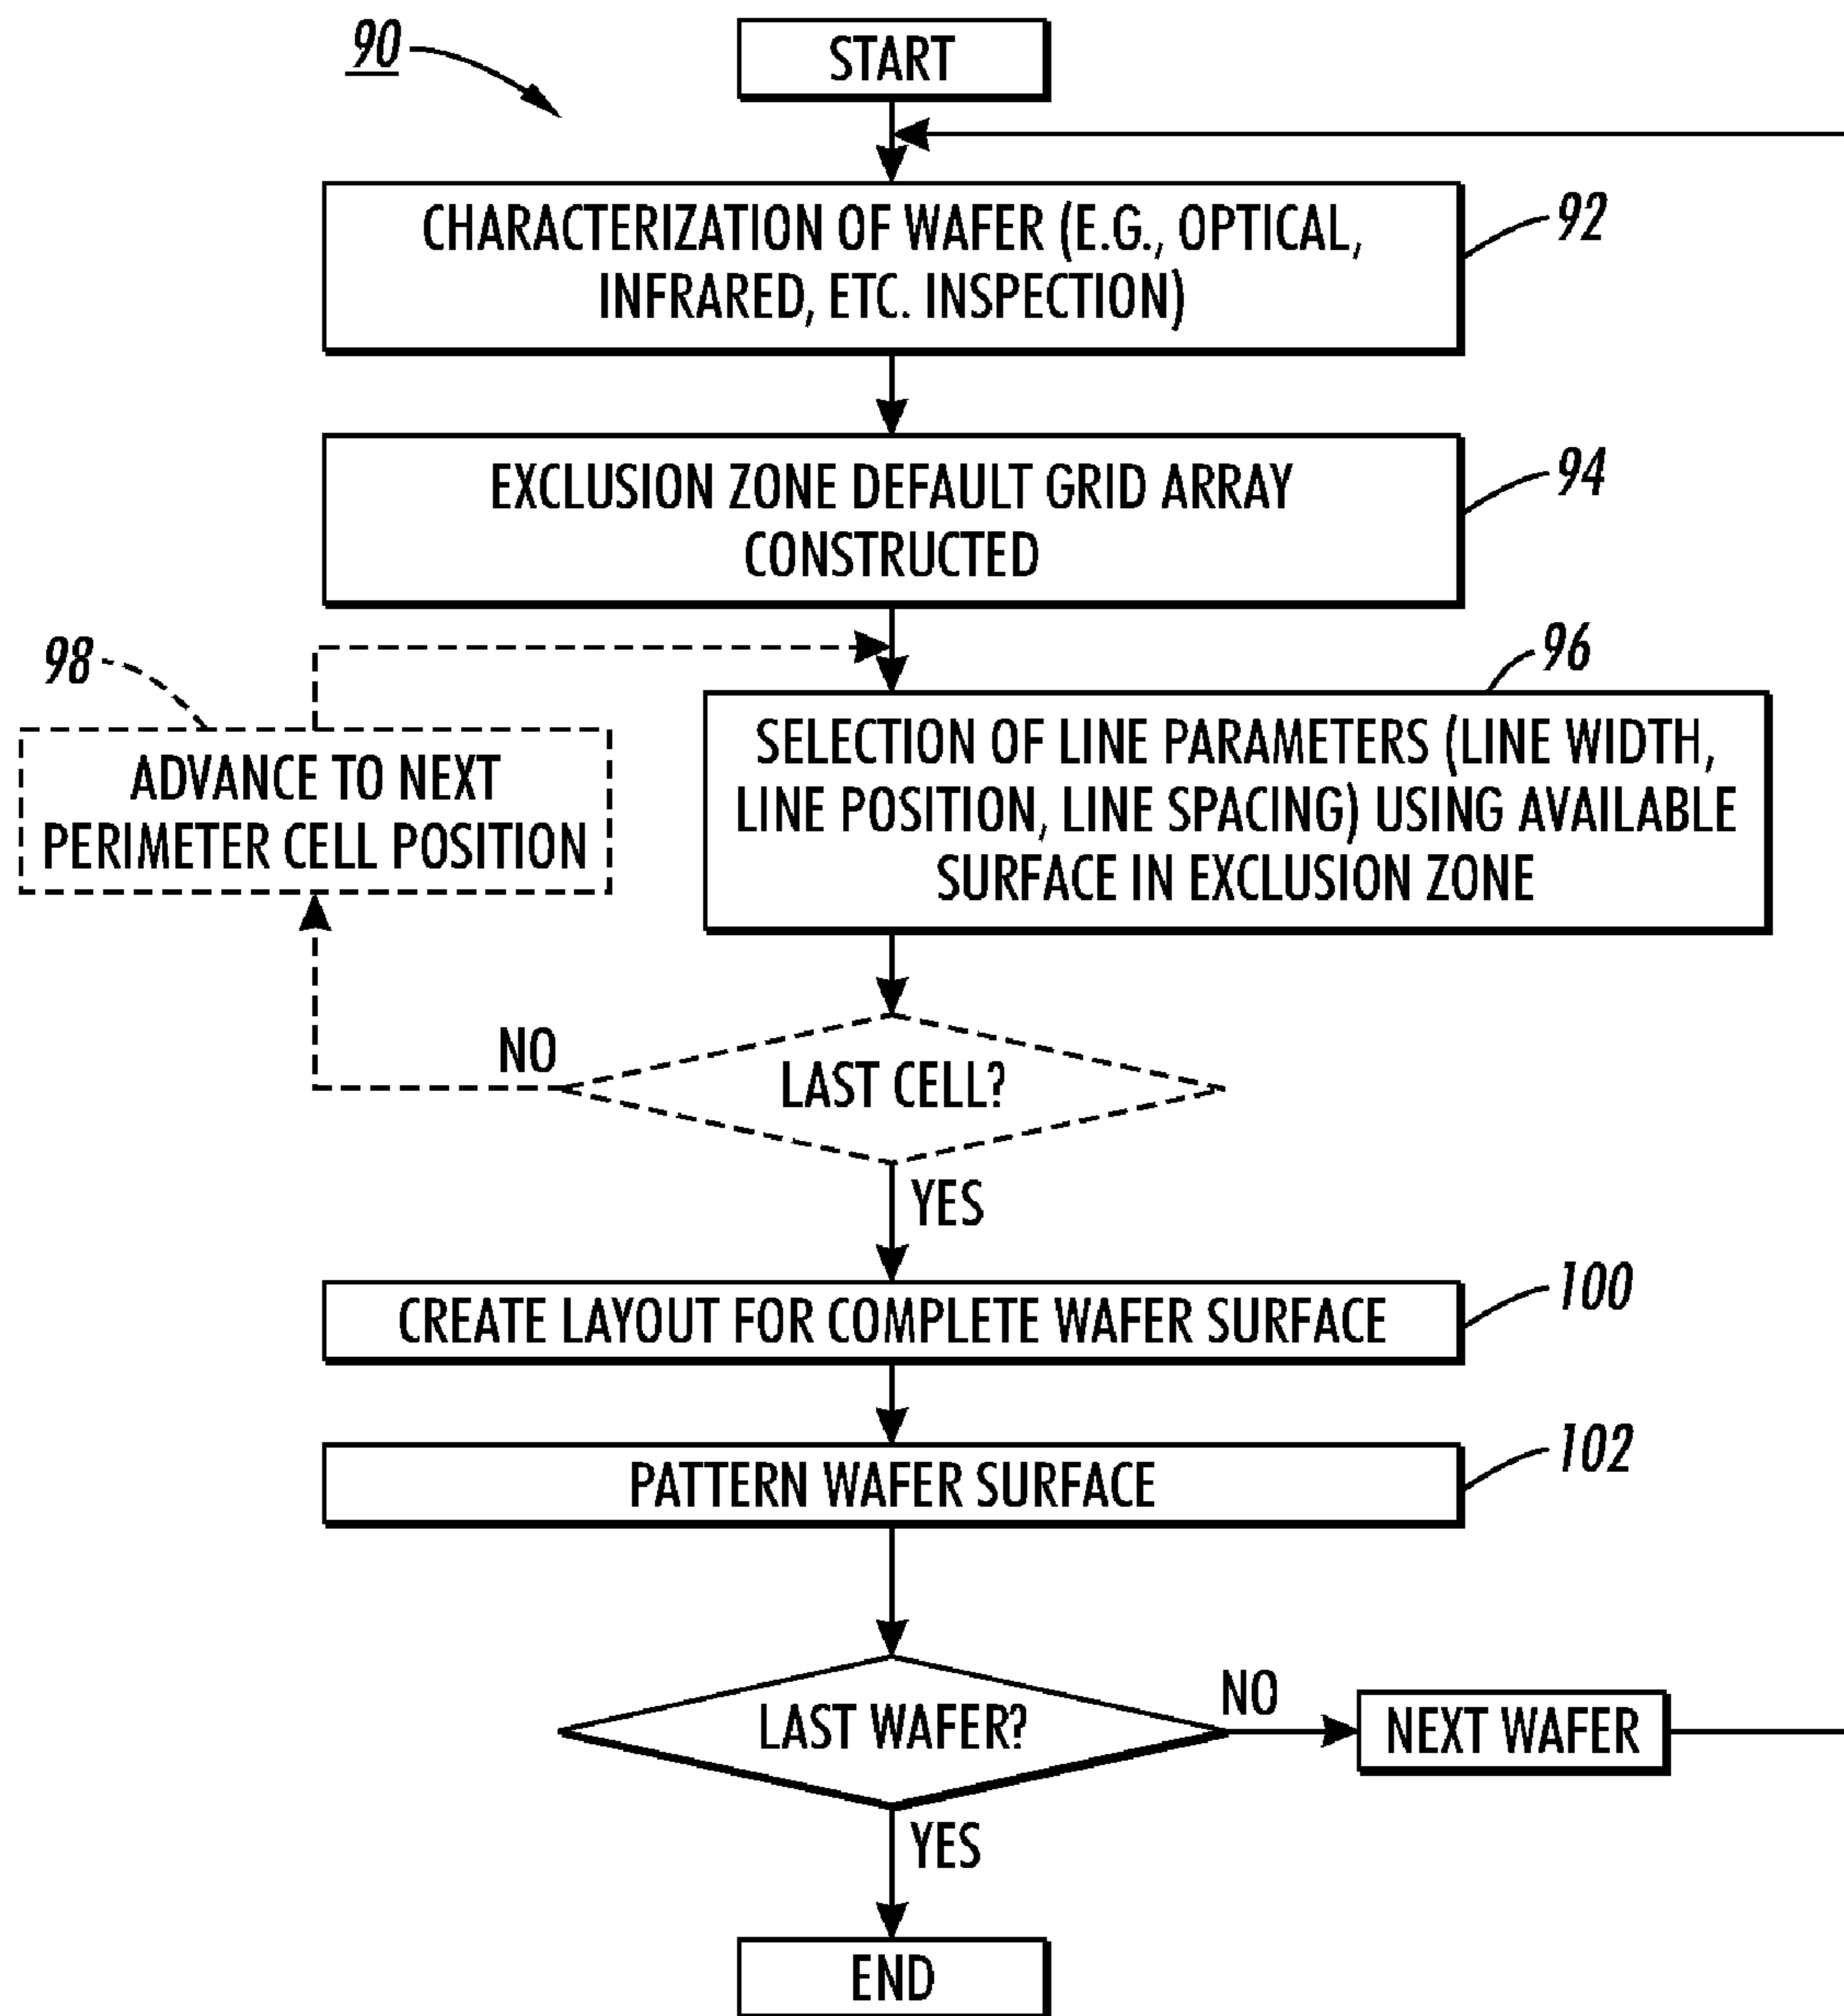 90
START
CHARACTERIZATION OF WAFER (E.G., OPTICAL,
INFRARED, ETC. INSPECTION)
92
EXCLUSION ZONE DEFAULT GRID ARRAY
CONSTRUCTED
94
98
ADVANCE TO NEXT
PERIMETER CELL POSITION
96
SELECTION OF LINE PARAMETERS (LINE WIDTH,
LINE POSITION, LINE SPACING) USING AVAILABLE
SURFACE IN EXCLUSION ZONE
NO
LAST CELL?
YES
CREATE LAYOUT FOR COMPLETE WAFER SURFACE
100
PATTERN WAFER SURFACE
102
LAST WAFER?
NO
NEXT WAFER
YES
END